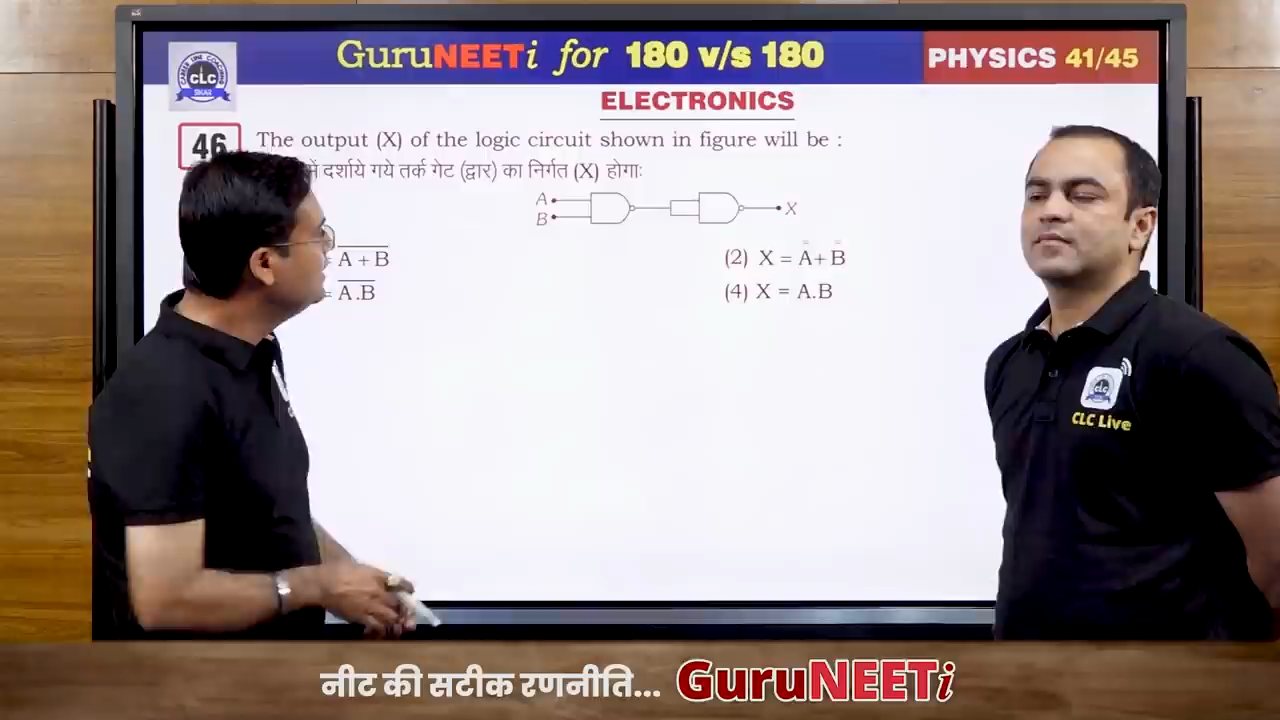 GuruNEETi for 180 v/s 180
PHYSICS 41/45
CLC
ELECTRONICS
46 The output (X) of the logic circuit shown in figure will be :
में दर्शाये गये तर्क गेट (द्वार) का निर्गत (X) होगाः
A
B
X
= A̅ ̅+̅ ̅B̅
(2) X = A̿ + B̿
= A̅ ̅.̅ ̅B̅
(4) X = A.B
CLC
CLC Live
नीट की सटीक रणनीति... GuruNEETi